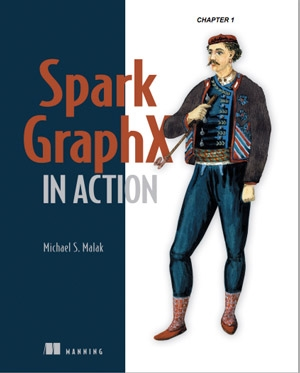 CHAPTER 1
Spark
GraphX
IN ACTION
Michael S. Malak
MANNING